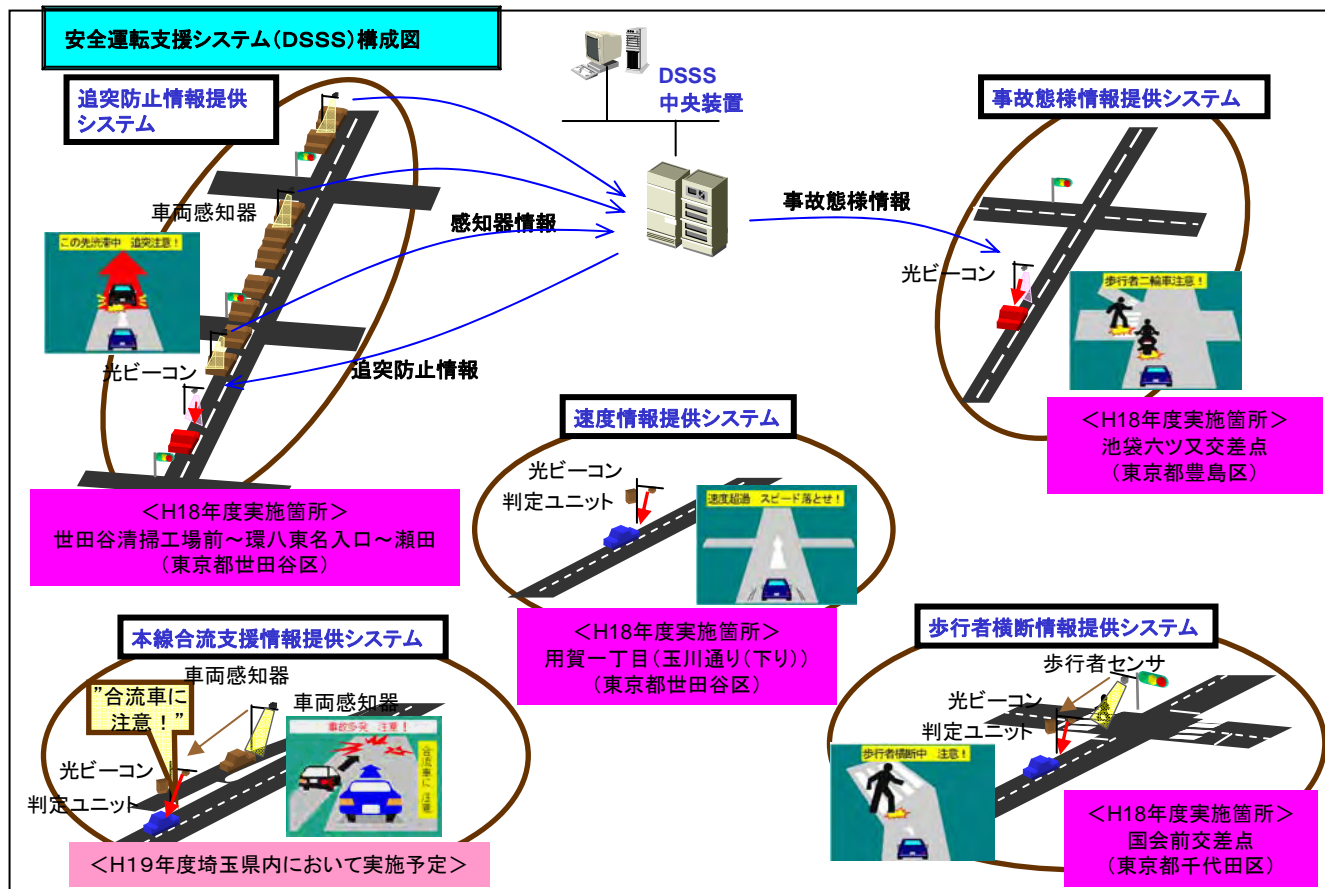 安全運転支援システム(DSSS)構成図
追突防止情報提供
システム
車両感知器
この先渋滞中 追突注意!
光ビーコン
感知器情報
追突防止情報
DSSS
中央装置
事故態様情報
事故態様情報提供システム
光ビーコン
歩行者二輪車注意!
<H18年度実施箇所>
池袋六ツ又交差点
(東京都豊島区)
<H18年度実施箇所>
世田谷清掃工場前~環八東名入口~瀬田
(東京都世田谷区)
速度情報提供システム
光ビーコン
判定ユニット
速度超過 スピード落とせ!
<H18年度実施箇所>
用賀一丁目(玉川通り(下り))
(東京都世田谷区)
本線合流支援情報提供システム
車両感知器
車両感知器
"合流車に
注意!"
事故多発 注意!
合流車に注意
光ビーコン
判定ユニット
<H19年度埼玉県内において実施予定>
歩行者横断情報提供システム
歩行者センサ
光ビーコン
判定ユニット
歩行者横断中 注意!
<H18年度実施箇所>
国会前交差点
(東京都千代田区)